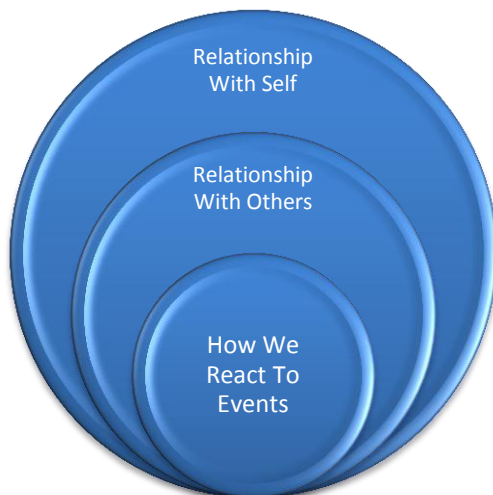 Relationship
With Self
Relationship
With Others
How We
React To
Events